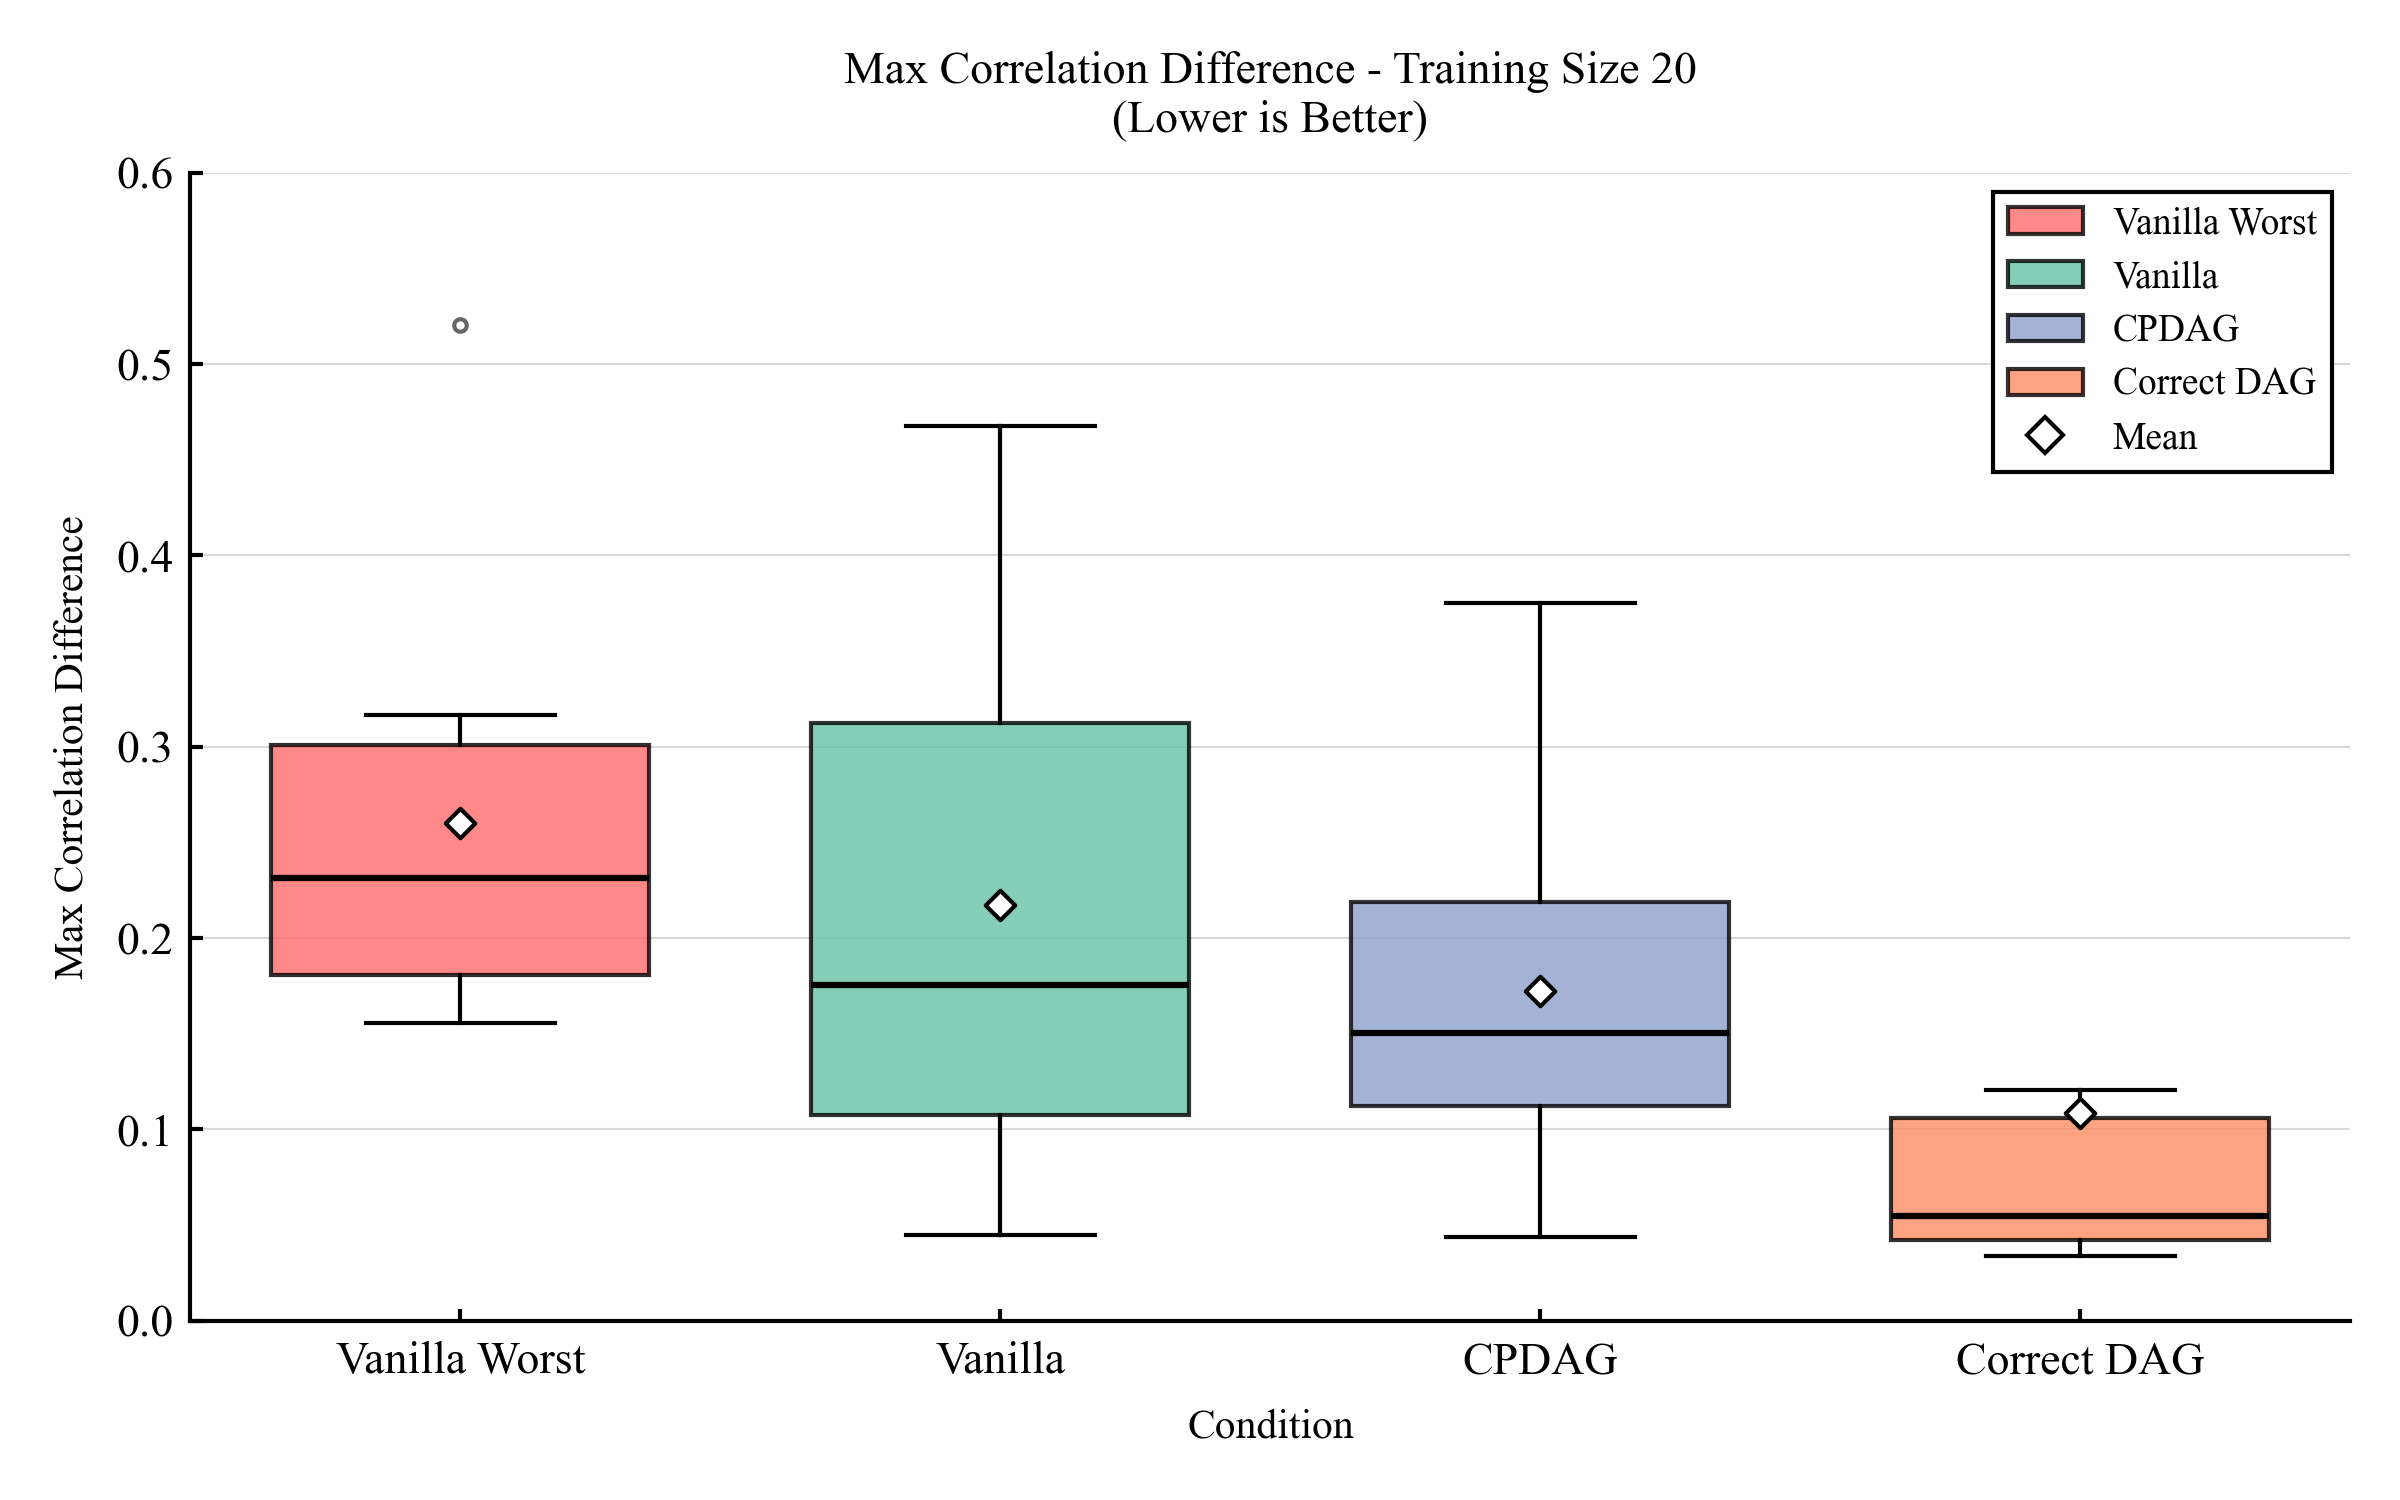 Max Correlation Difference - Training Size 20
(Lower is Better)
Max Correlation Difference
0.6
0.5
0.4
0.3
0.2
0.1
0.0
Vanilla Worst
Vanilla
CPDAG
Correct DAG
Mean
Vanilla Worst
Vanilla
CPDAG
Correct DAG
Condition